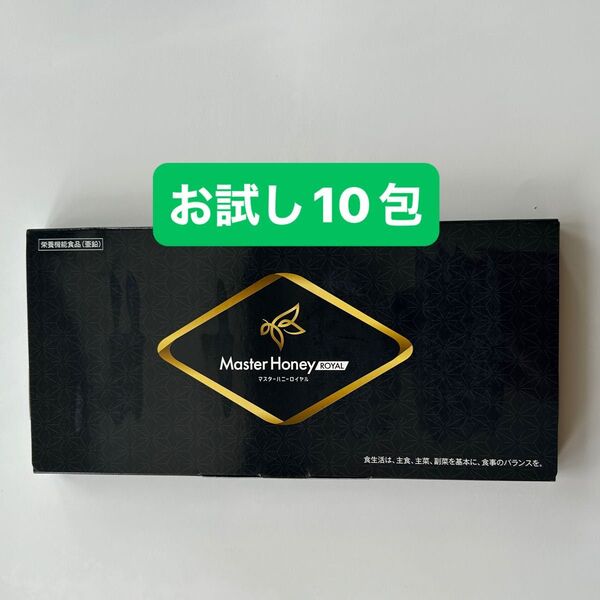 お試し10包
栄養機能食品(亜鉛)
Master Honey ROYAL
マスターハニーロイヤル
食生活は、主食、主菜、副菜を基本に、食事のバランスを。